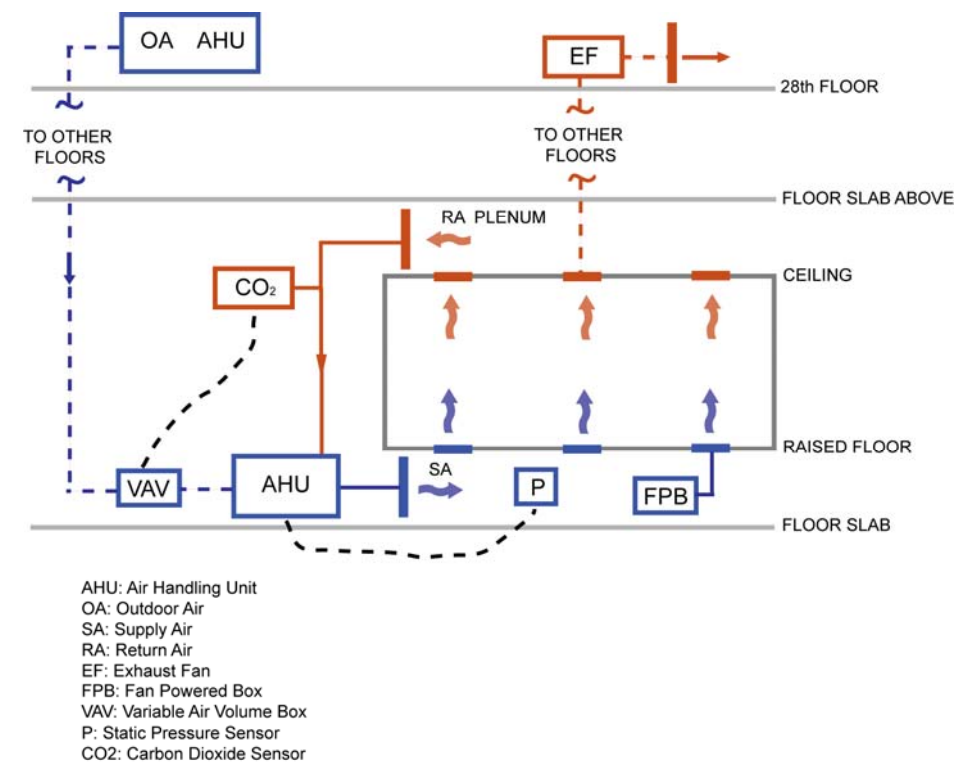 OA AHU
EF
28th FLOOR
TO OTHER
FLOORS
TO OTHER
FLOORS
FLOOR SLAB ABOVE
RA PLENUM
CEILING
CO₂
RAISED FLOOR
SA
VAV
AHU
P
FPB
FLOOR SLAB
AHU: Air Handling Unit
OA: Outdoor Air
SA: Supply Air
RA: Return Air
EF: Exhaust Fan
FPB: Fan Powered Box
VAV: Variable Air Volume Box
P: Static Pressure Sensor
CO2: Carbon Dioxide Sensor